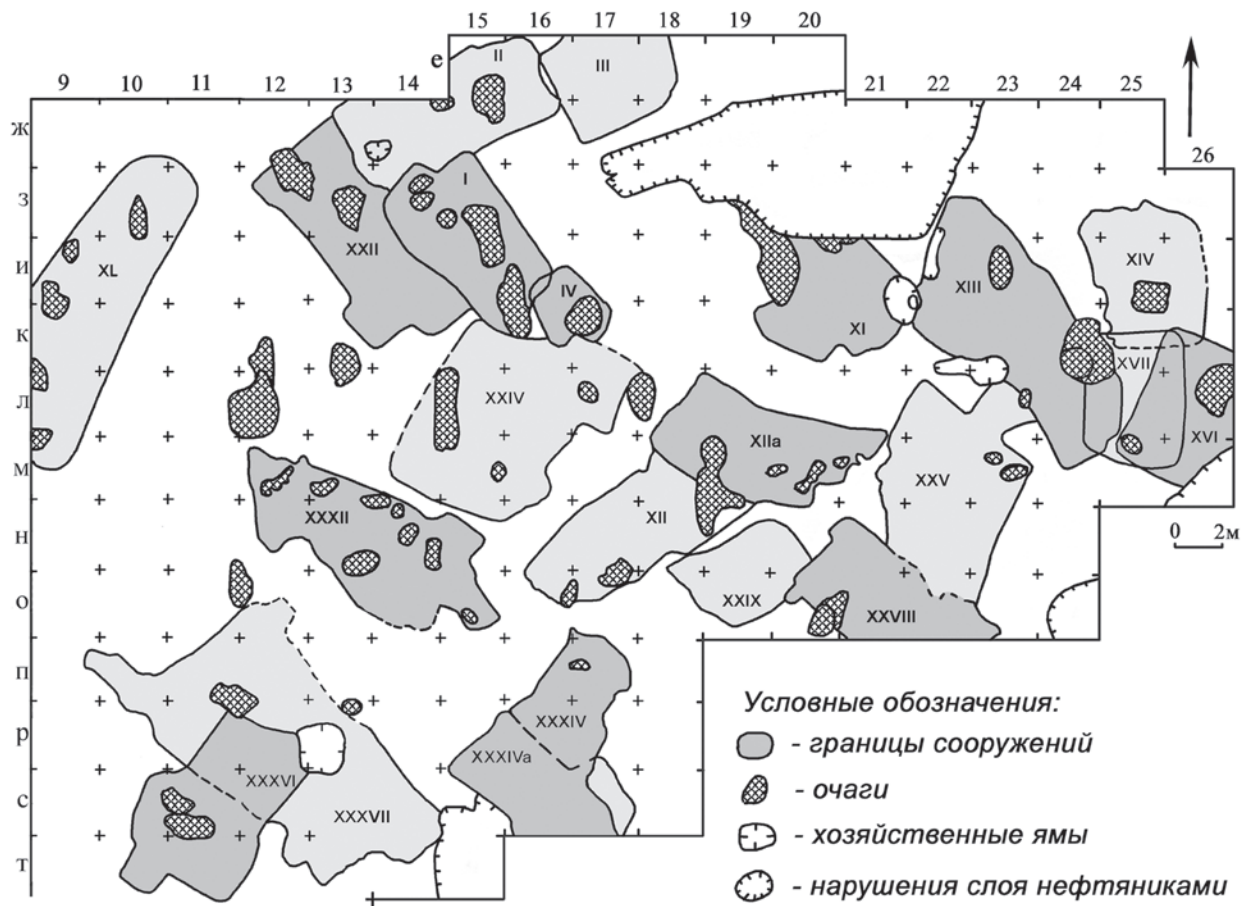 15 16 17 18 19 20
е
9 10 11 12 13 14
21 22 23 24 25
26
Ж
З
И
К
Л
М
Н
О
П
Р
С
Т
II
III
I
XXII
IV
XL
XIV
XIII
XI
XVII
XVI
XXIV
XIIa
XXV
XII
XXXII
XXIX
XXVIII
XXXIV
XXXIVa
XXXVI
XXXVII
0 2м
Условные обозначения:
- границы сооружений
- очаги
- хозяйственные ямы
- нарушения слоя нефтяниками